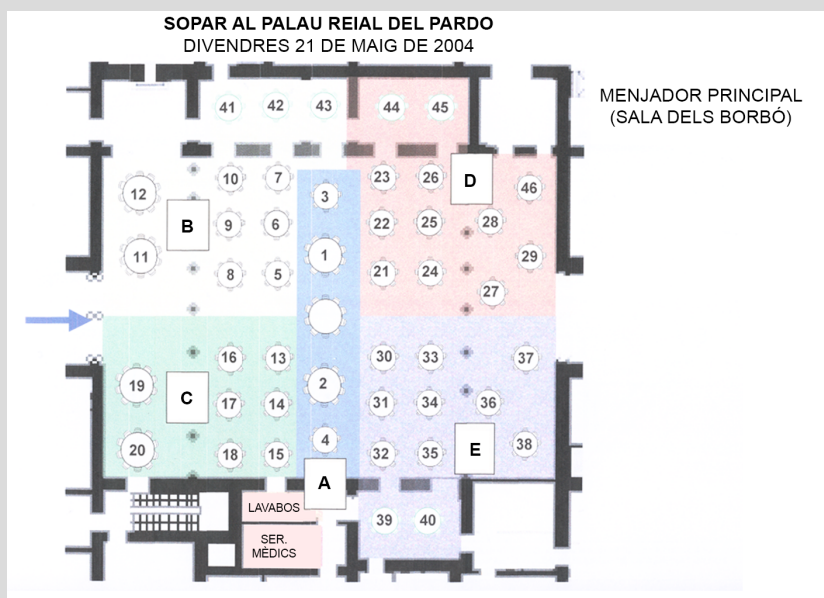 SOPAR AL PALAU REIAL DEL PARDO
DIVENDRES 21 DE MAIG DE 2004
MENJADOR PRINCIPAL
(SALA DELS BORBÓ)
41 42 43 44 45
12 10 7 3 23 26 D 46
B 9 6 22 25 28
11 8 5 1 21 24 27 29
19 16 13 2 30 33 37
C 17 14 31 34 36
20 18 15 4 32 35 E 38
A
LAVABOS
39 40
SER.
MÈDICS